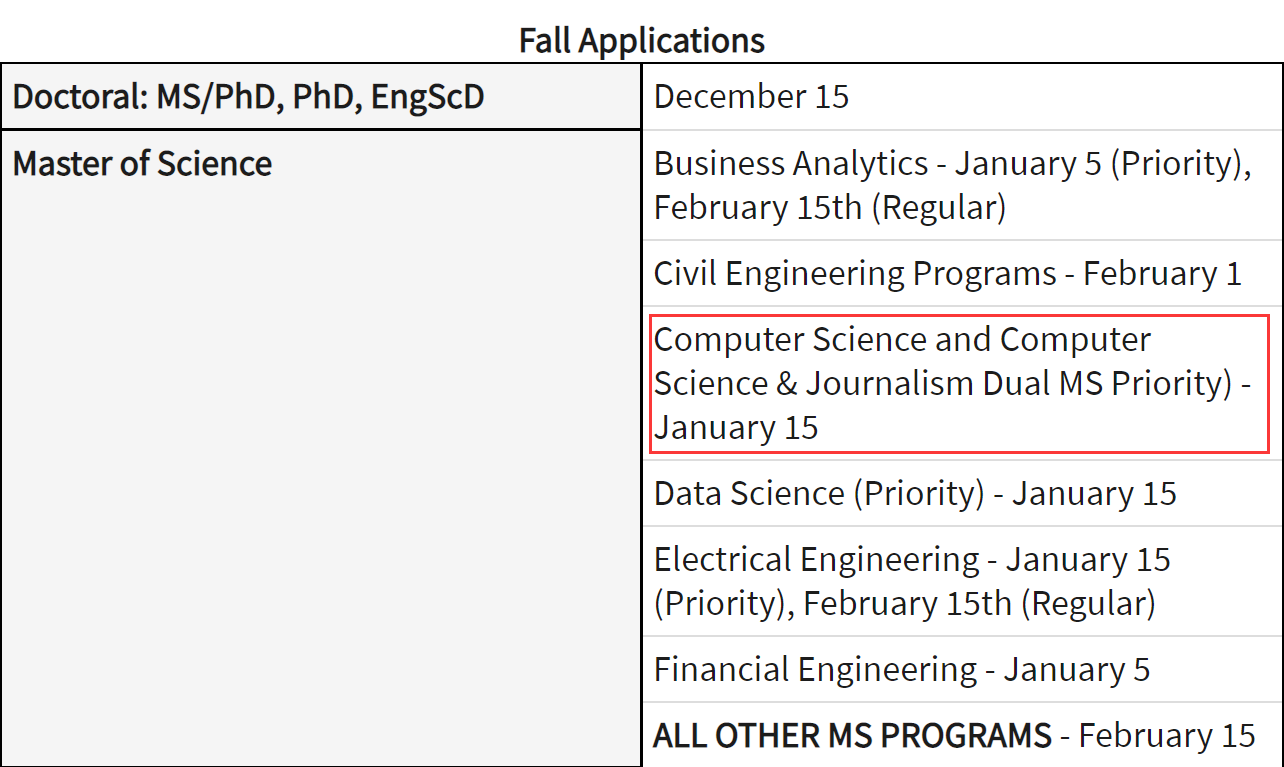 Fall Applications
Doctoral: MS/PhD, PhD, EngScD
December 15
Master of Science
Business Analytics - January 5 (Priority),
February 15th (Regular)
Civil Engineering Programs - February 1
Computer Science and Computer
Science & Journalism Dual MS Priority) -
January 15
Data Science (Priority) - January 15
Electrical Engineering - January 15
(Priority), February 15th (Regular)
Financial Engineering - January 5
ALL OTHER MS PROGRAMS - February 15